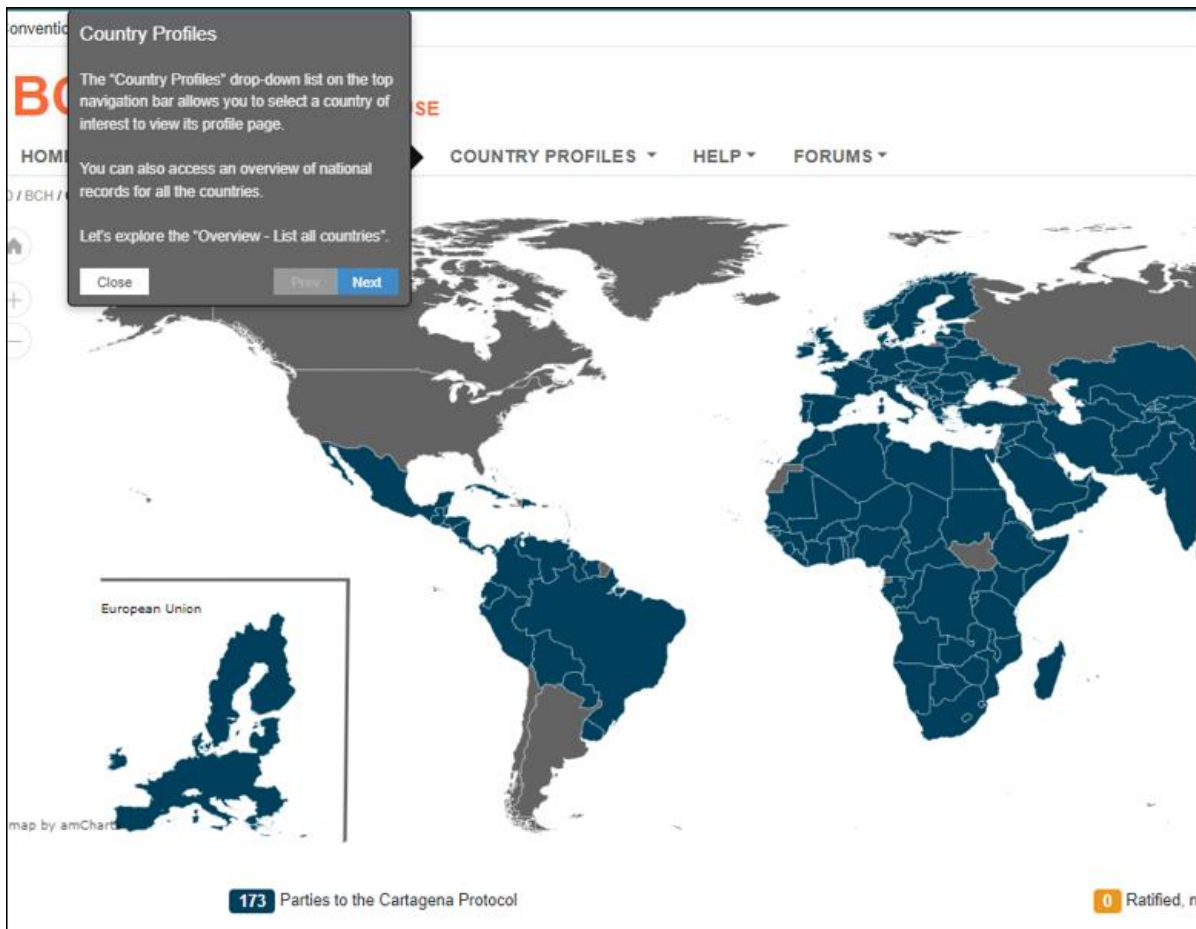 onventio
Country Profiles
The "Country Profiles" drop-down list on the top
navigation bar allows you to select a country of
interest to view its profile page.
You can also access an overview of national
records for all the countries.
Let's explore the "Overview - List all countries".
Close Prev Next
BC SE
HOM COUNTRY PROFILES HELP FORUMS
/ BCH /
European Union
map by amChart
173 Parties to the Cartagena Protocol
0 Ratified, n